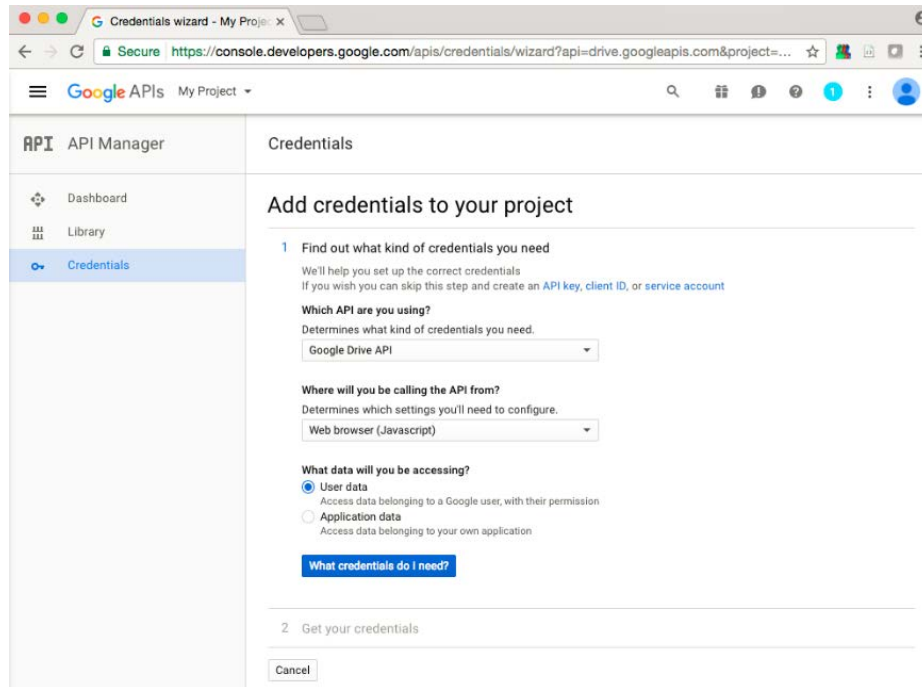 Credentials wizard - My Proje
Secure https://console.developers.google.com/apis/credentials/wizard?api=drive.googleapis.com&project=...
Google APIs My Project
1
API API Manager
Credentials
Dashboard
Library
Credentials
Add credentials to your project
1 Find out what kind of credentials you need
We'll help you set up the correct credentials
If you wish you can skip this step and create an API key, client ID, or service account
Which API are you using?
Determines what kind of credentials you need.
Google Drive API
Where will you be calling the API from?
Determines which settings you'll need to configure.
Web browser (Javascript)
What data will you be accessing?
User data
Access data belonging to a Google user, with their permission
Application data
Access data belonging to your own application
What credentials do I need?
2 Get your credentials
Cancel